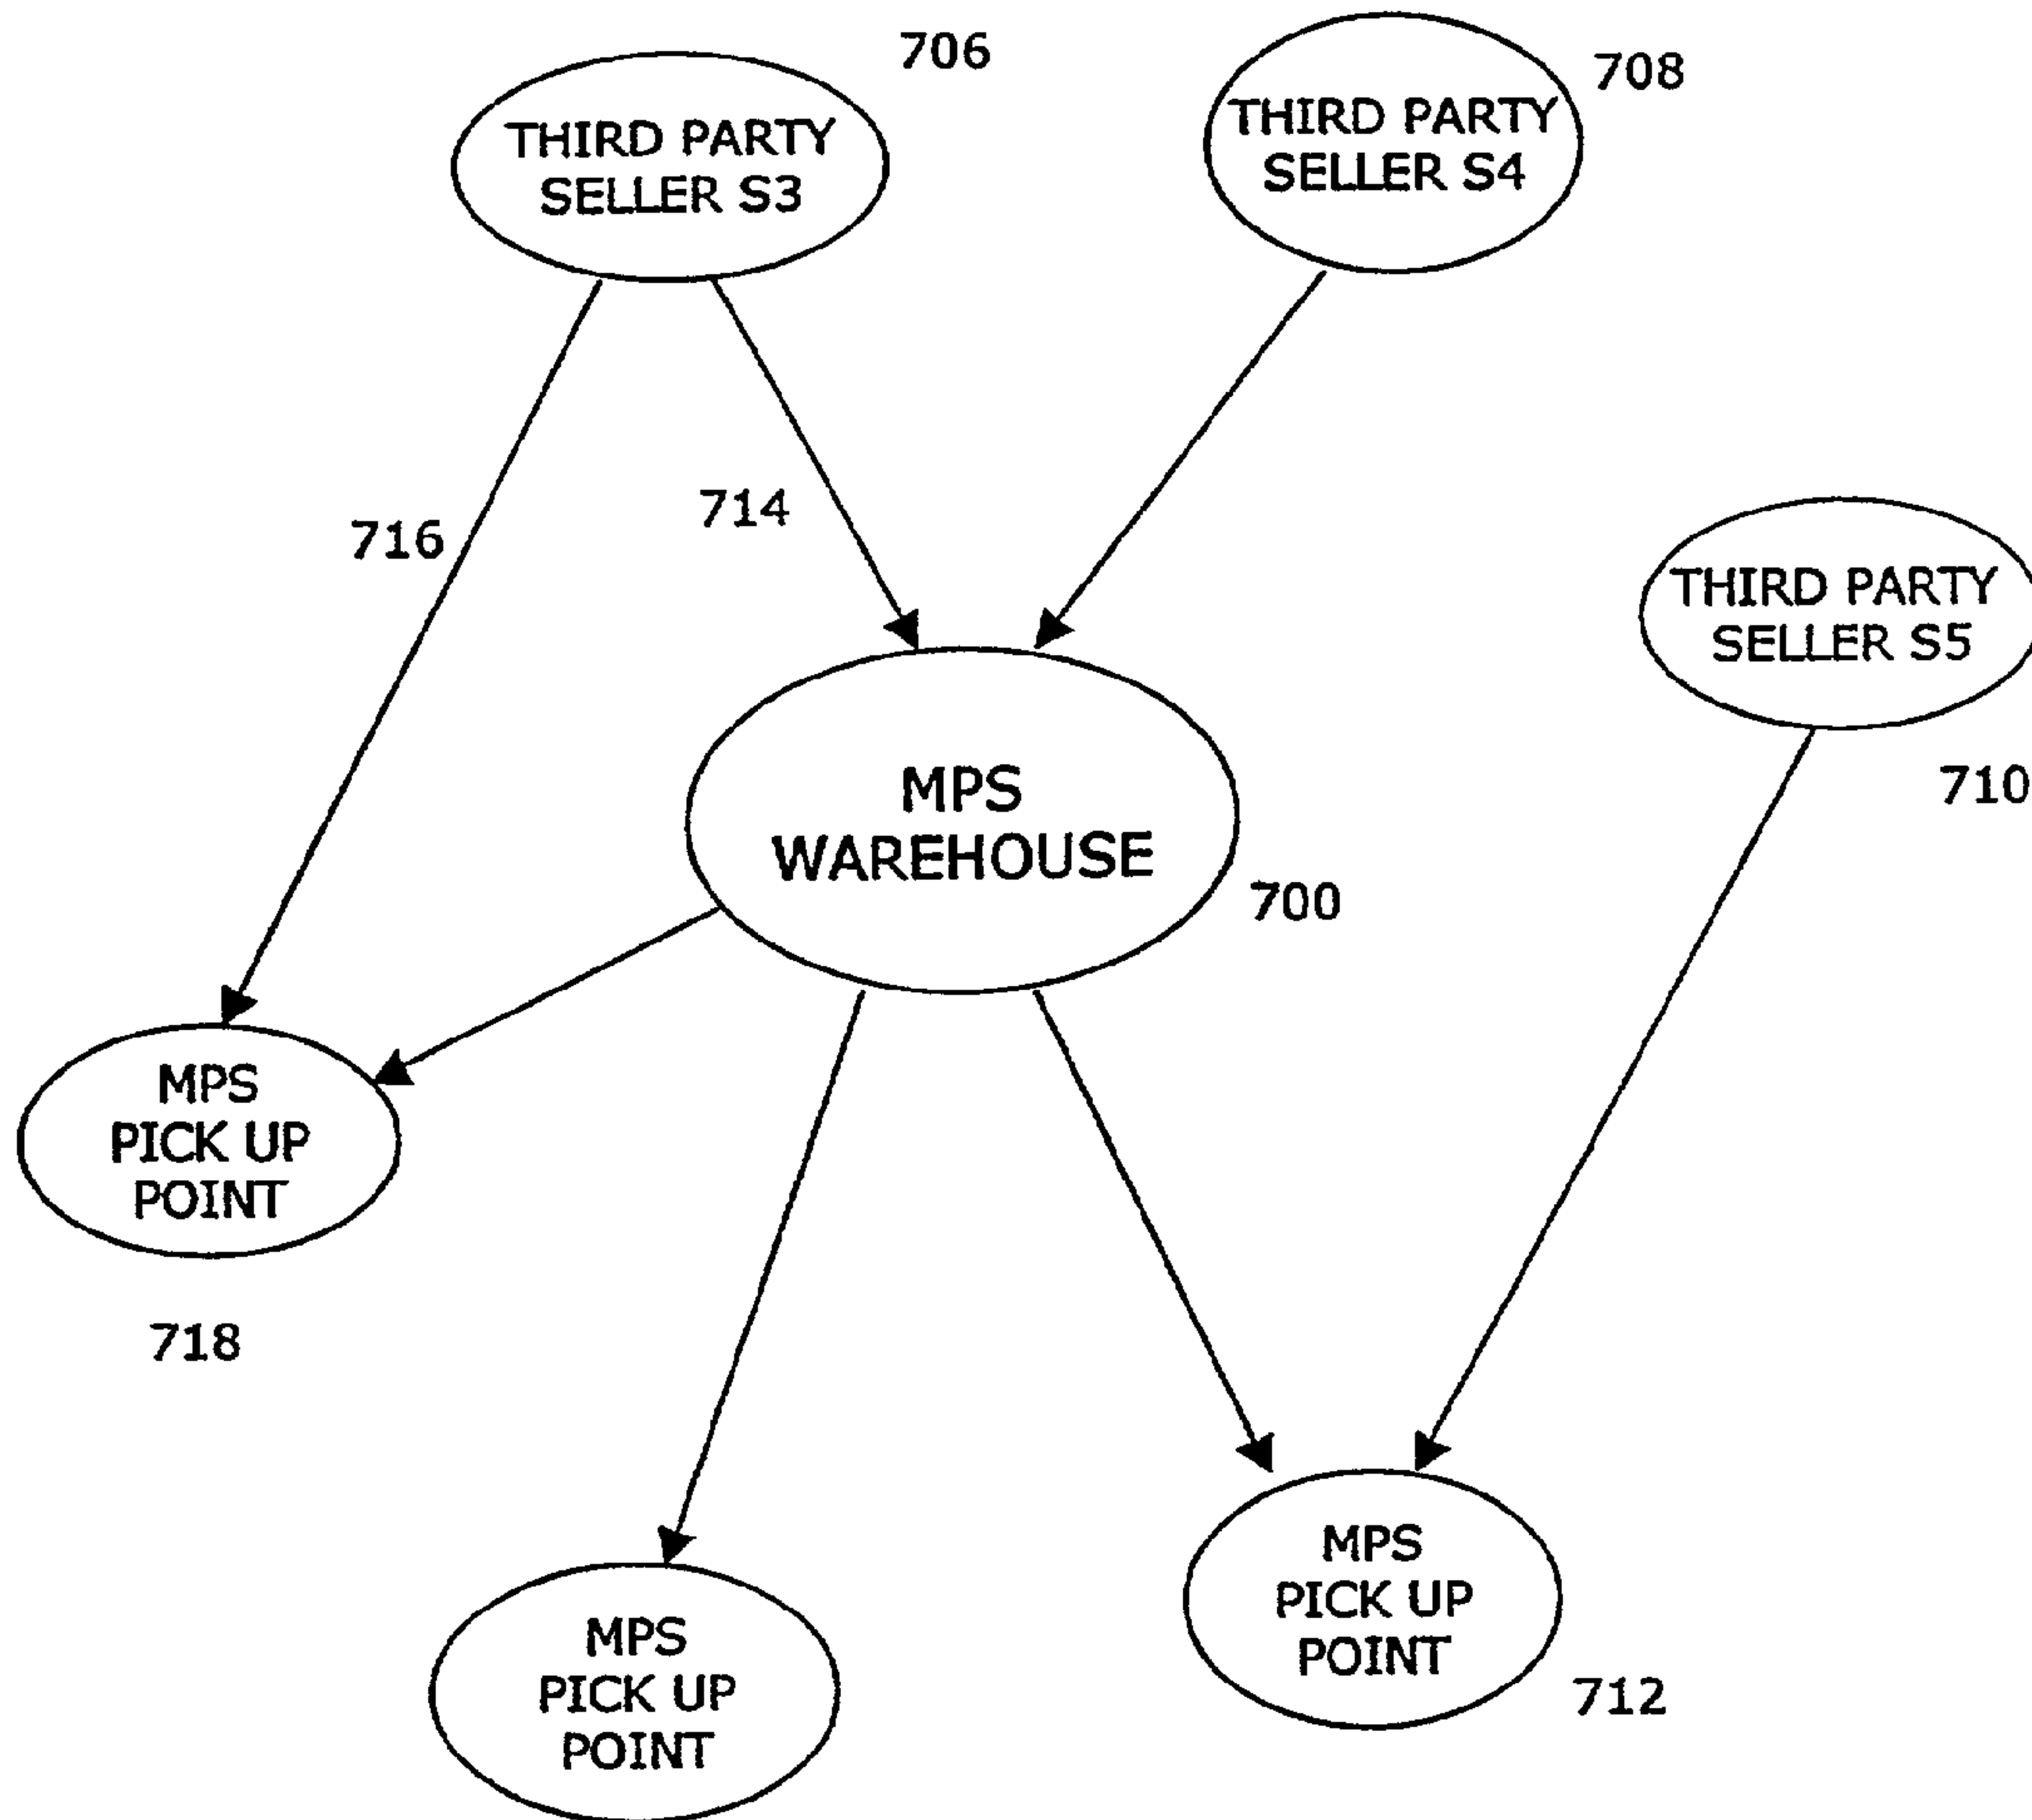 706
THIRD PARTY
SELLER S3
708
THIRD PARTY
SELLER S4
716
714
THIRD PARTY
SELLER S5
710
MPS
WAREHOUSE
700
MPS
PICK UP
POINT
718
MPS
PICK UP
POINT
712
MPS
PICK UP
POINT